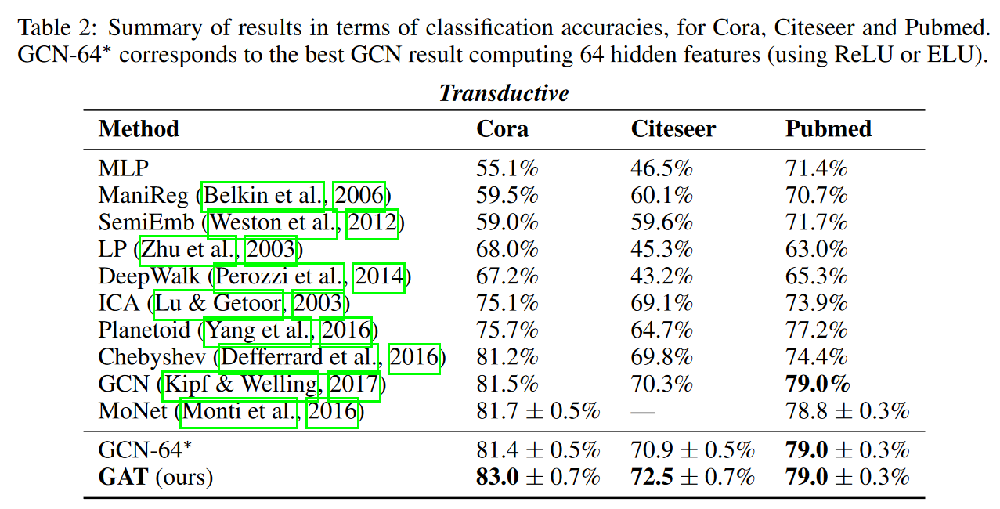 Table 2: Summary of results in terms of classification accuracies, for Cora, Citeseer and Pubmed.
GCN-64* corresponds to the best GCN result computing 64 hidden features (using ReLU or ELU).
Transductive
Method Cora Citeseer Pubmed
MLP 55.1% 46.5% 71.4%
ManiReg (Belkin et al., 2006) 59.5% 60.1% 70.7%
SemiEmb (Weston et al., 2012) 59.0% 59.6% 71.7%
LP (Zhu et al., 2003) 68.0% 45.3% 63.0%
DeepWalk (Perozzi et al., 2014) 67.2% 43.2% 65.3%
ICA (Lu & Getoor, 2003) 75.1% 69.1% 73.9%
Planetoid (Yang et al., 2016) 75.7% 64.7% 77.2%
Chebyshev (Defferrard et al., 2016) 81.2% 69.8% 74.4%
GCN (Kipf & Welling, 2017) 81.5% 70.3% 79.0%
MoNet (Monti et al., 2016) 81.7 ± 0.5% — 78.8 ± 0.3%
GCN-64* 81.4 ± 0.5% 70.9 ± 0.5% 79.0 ± 0.3%
GAT (ours) 83.0 ± 0.7% 72.5 ± 0.7% 79.0 ± 0.3%